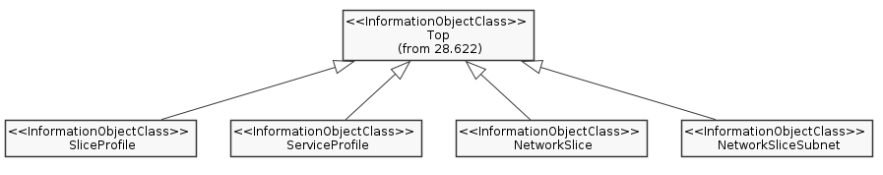 <<InformationObjectClass>>
Top
(from 28.622)
<<InformationObjectClass>>
SliceProfile
<<InformationObjectClass>>
ServiceProfile
<<InformationObjectClass>>
NetworkSlice
<<InformationObjectClass>>
NetworkSliceSubnet